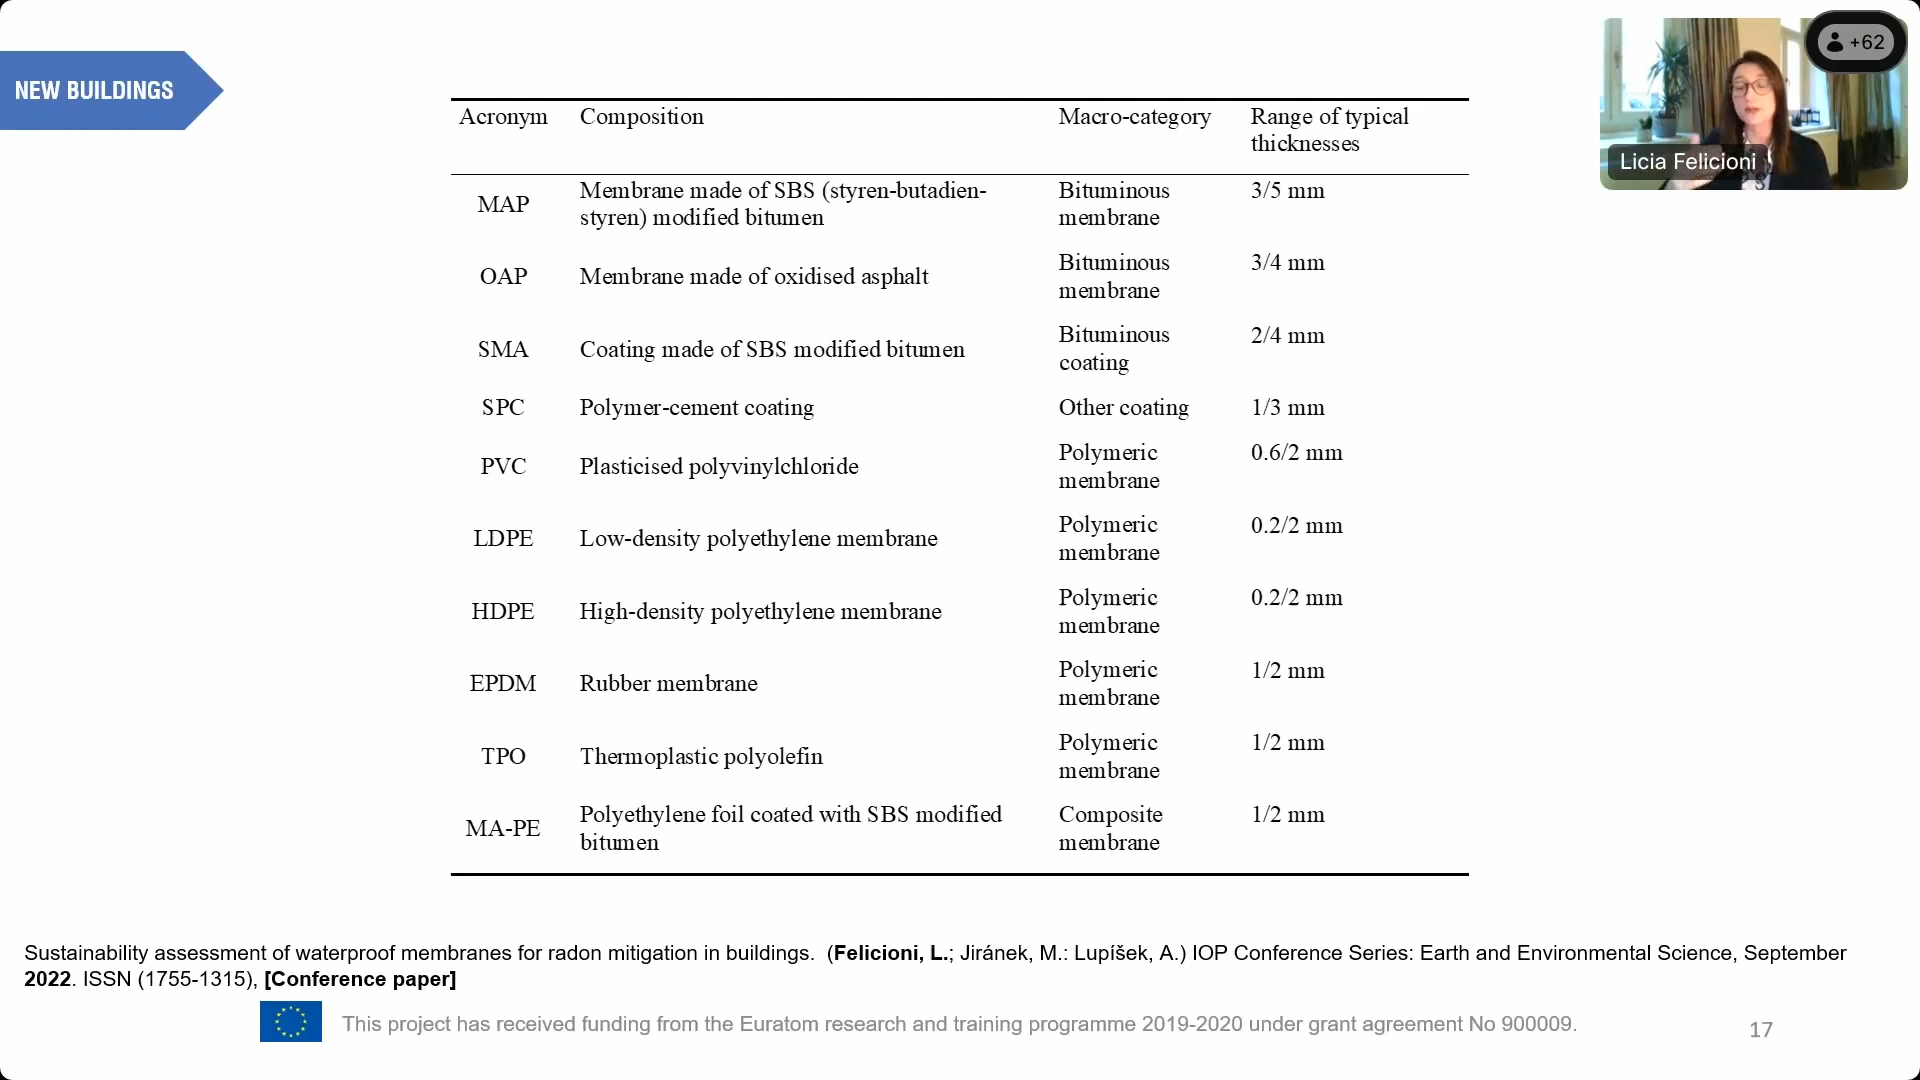 NEW BUILDINGS
+62
Licia Felicioni
Acronym Composition Macro-category Range of typical
thicknesses
MAP Membrane made of SBS (styren-butadien-
styren) modified bitumen Bituminous
membrane 3/5 mm
OAP Membrane made of oxidised asphalt Bituminous
membrane 3/4 mm
SMA Coating made of SBS modified bitumen Bituminous
coating 2/4 mm
SPC Polymer-cement coating Other coating 1/3 mm
PVC Plasticised polyvinylchloride Polymeric
membrane 0.6/2 mm
LDPE Low-density polyethylene membrane Polymeric
membrane 0.2/2 mm
HDPE High-density polyethylene membrane Polymeric
membrane 0.2/2 mm
EPDM Rubber membrane Polymeric
membrane 1/2 mm
TPO Thermoplastic polyolefin Polymeric
membrane 1/2 mm
MA-PE Polyethylene foil coated with SBS modified
bitumen Composite
membrane 1/2 mm
Sustainability assessment of waterproof membranes for radon mitigation in buildings. (Felicioni, L.; Jiránek, M.: Lupíšek, A.) IOP Conference Series: Earth and Environmental Science, September
2022. ISSN (1755-1315), [Conference paper]
This project has received funding from the Euratom research and training programme 2019-2020 under grant agreement No 900009.
17